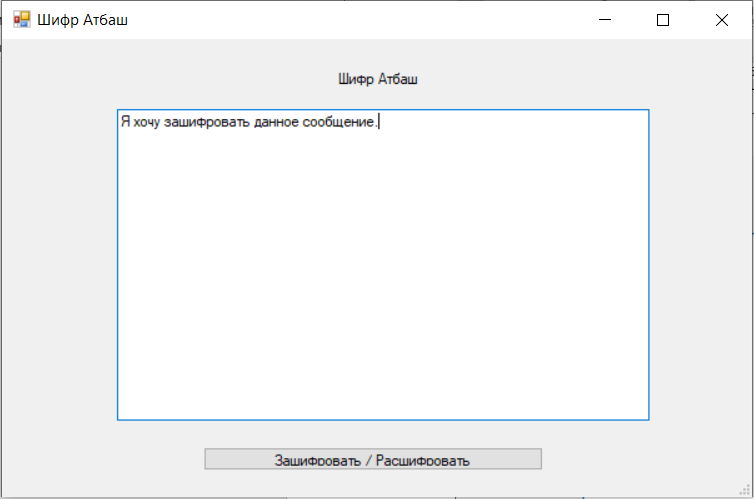 Шифр Атбаш
Шифр Атбаш
Я хочу зашифровать данное сообщение.
Зашифровать / Расшифровать